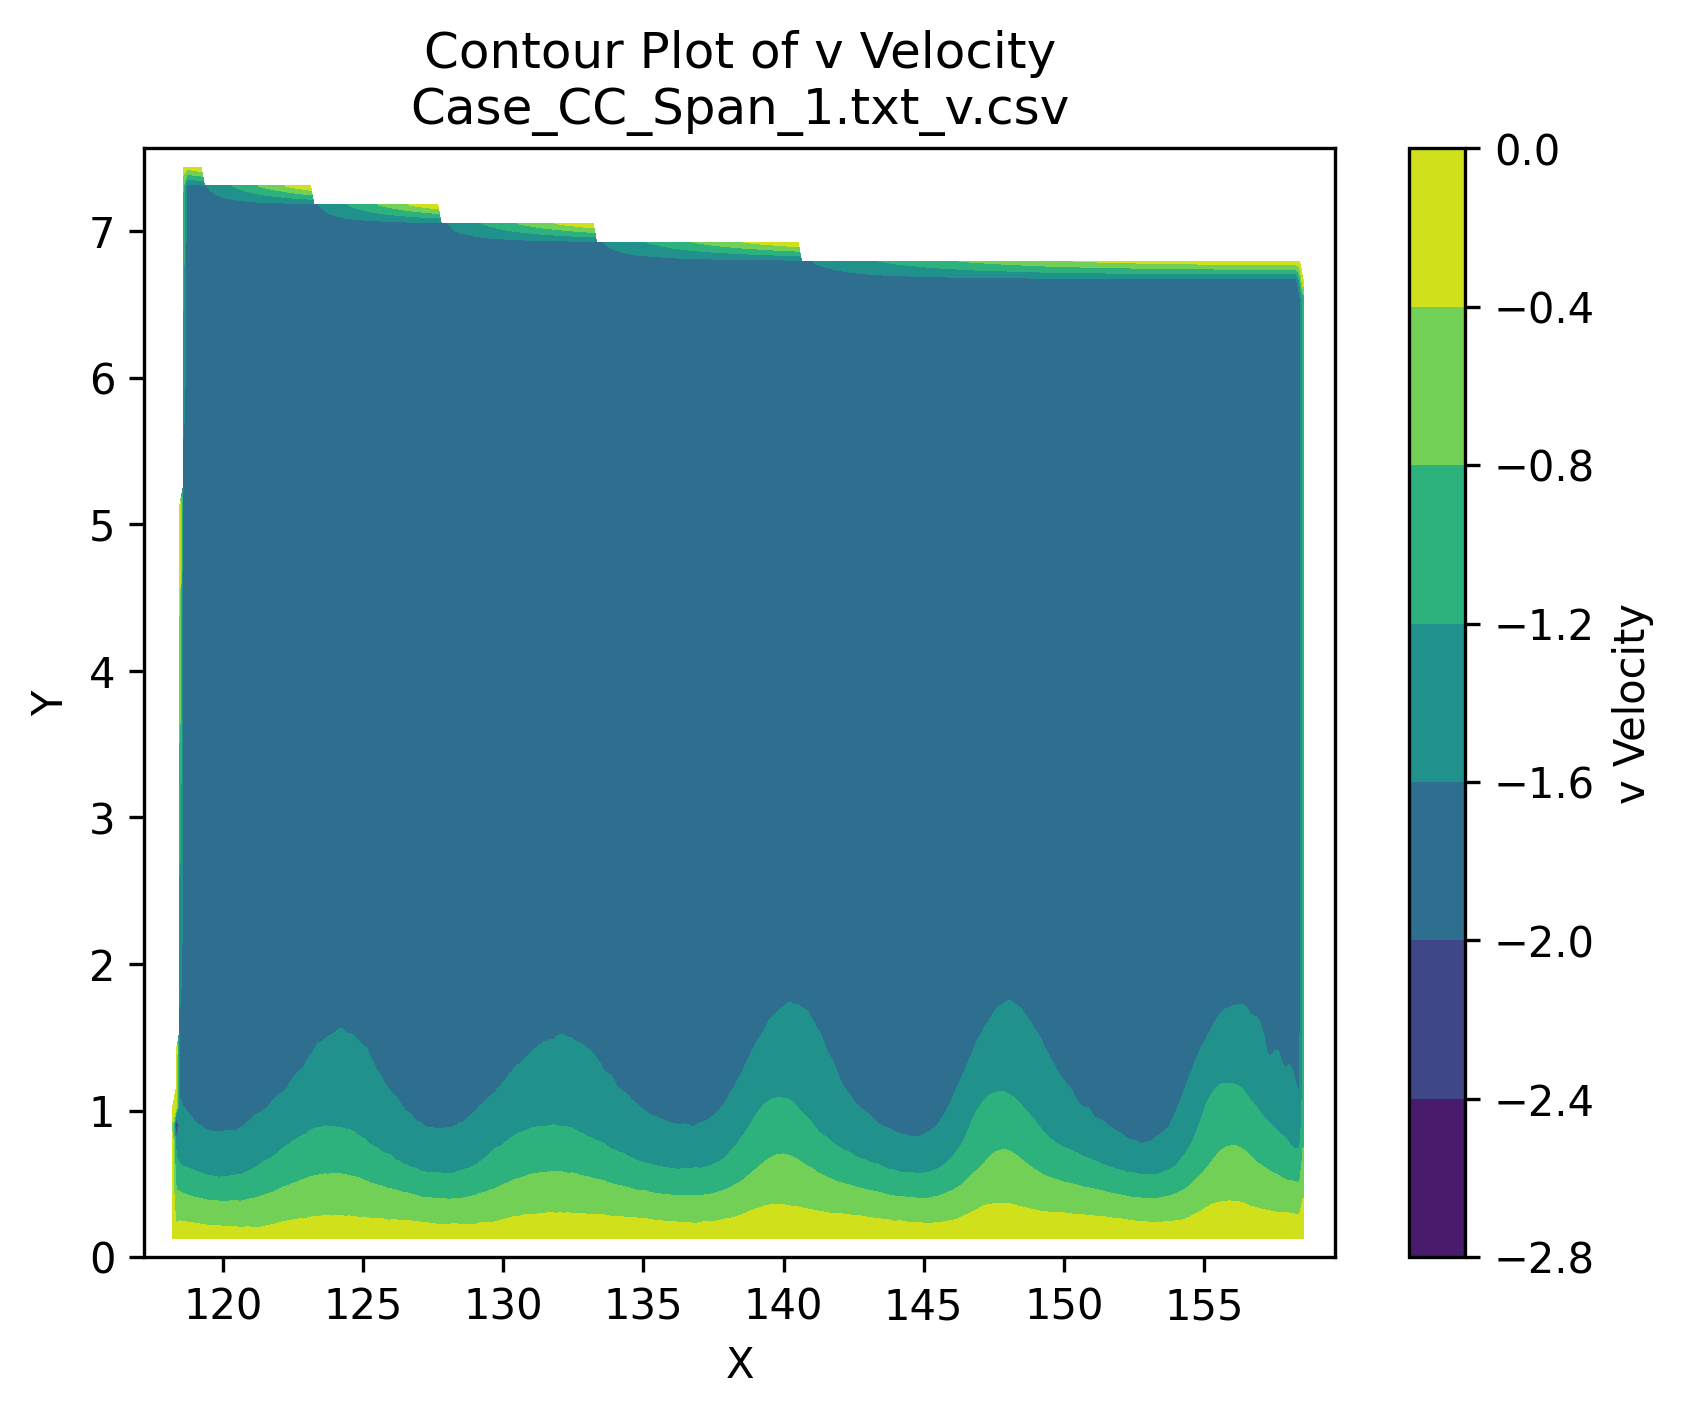 Contour Plot of v Velocity
Case_CC_Span_1.txt_v.csv
7
6
5
4
3
2
1
0
Y
120 125 130 135 140 145 150 155
X
0.0
−0.4
−0.8
−1.2
−1.6
−2.0
−2.4
−2.8
v Velocity